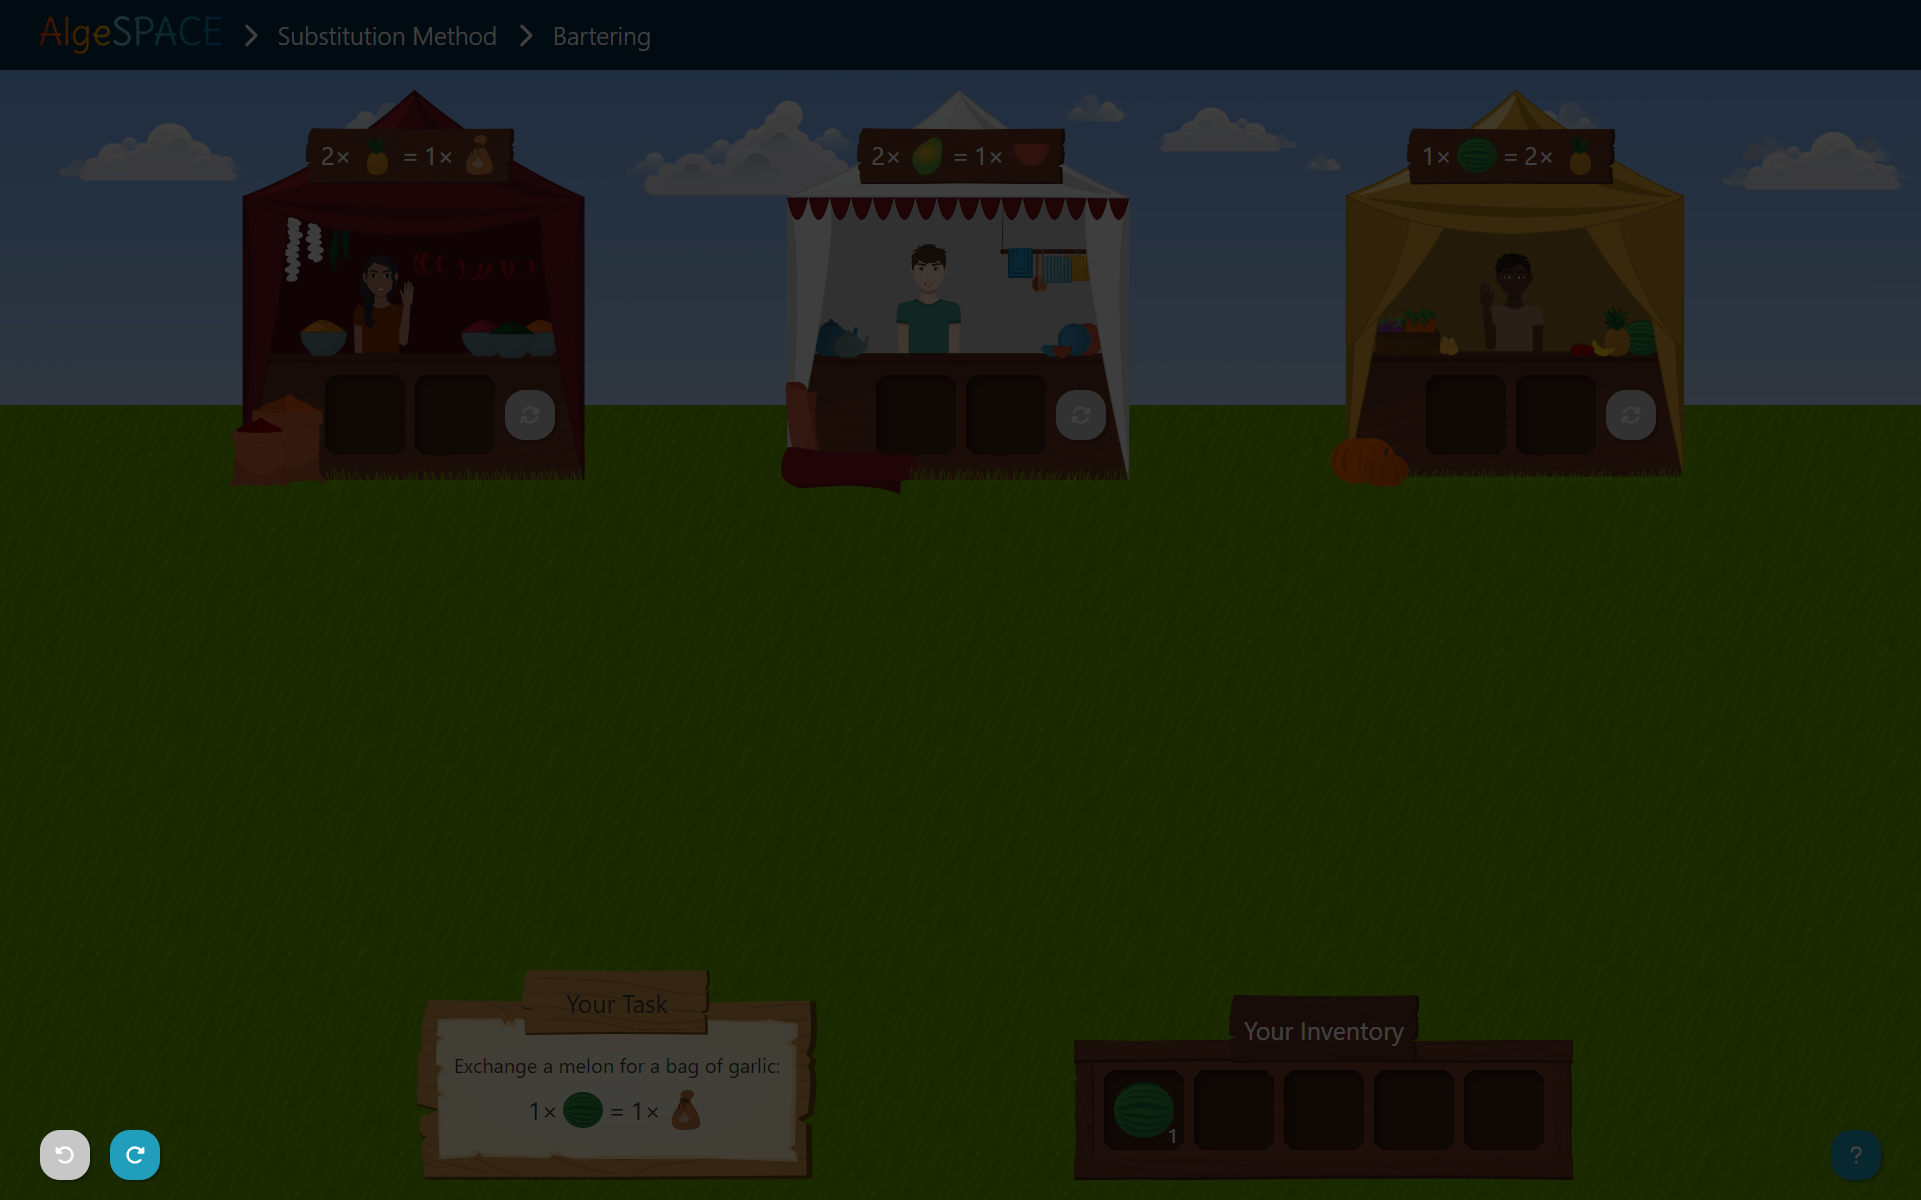 AlgeSPACE > Substitution Method > Bartering
2× = 1×
2× = 1×
1× = 2×
Your Task
Exchange a melon for a bag of garlic:
1× = 1×
Your Inventory
1
?